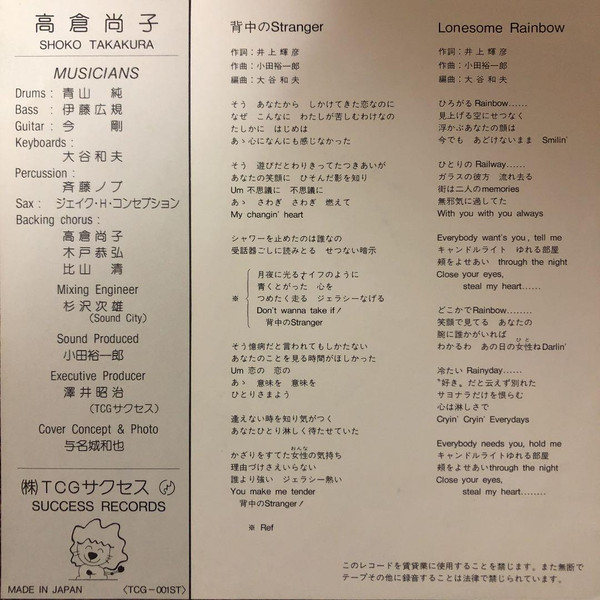 高倉尚子
SHOKO TAKAKURA
MUSICIANS
Drums : 青山 純
Bass : 伊藤広規
Guitar : 今 剛
Keyboards :
大谷和夫
Percussion :
斉藤ノブ
Sax : ジェイク・H・コンセプション
Backing chorus :
高倉尚子
木戸恭弘
比山 清
Mixing Engineer
杉沢次雄
(Sound City)
Sound Produced
小田裕一郎
Executive Producer
澤井昭治
(TCGサクセス)
Cover Concept & Photo
与名城和也
(株)TCGサクセス
SUCCESS RECORDS
MADE IN JAPAN
〈TCG-001ST〉
背中のStranger
作詞：井上輝彦
作曲：小田裕一郎
編曲：大谷和夫
そう あなたから しかけてきた恋なのに
なぜ こんなに わたしが苦しむわけなの
たしかに はじめは
あゝ心になんにも感じなかった
そう 遊びだとわりきってたつきあいが
あなたの笑顔に ひそんだ影を知り
Um 不思議に 不思議に
あゝ さわぎ さわぎ 燃えて
My changin' heart
シャワーを止めたのは誰なの
受話器ごしに読みとる せつない暗示
※
月夜に光るナイフのように
青くとがった 心を
つめたく走る ジェラシーなげる
Don't wanna take if!
背中のStranger
そう憶病だと言われてもしかたない
あなたのことを見る時間がほしかった
Um 恋の 恋の
あゝ 意味を 意味を
ひとりさまよう
逢えない時を知り気がつく
あなたひとり淋しく待たせていた
かざりをすてた女性の気持ち
おんな
理由づけさえいらない
誰より強い ジェラシー熱い
You make me tender
背中のStranger!
※ Ref
Lonesome Rainbow
作詞：井上輝彦
作曲：小田裕一郎
編曲：大谷和夫
ひろがるRainbow……
見上げる空にせつなく
浮かぶあなたの顔は
今でも あどけないまま Smilin'
ひとりの Railway……
ガラスの彼方 流れ去る
街は二人のmemories
無邪気に過してた
With you with you always
Everybody want's you, tell me
キャンドルライト ゆれる部屋
頬をよせあい through the night
Close your eyes,
steal my heart……
どこかでRainbow………
笑顔で見てる あなたの
腕に誰かがいれば
わかるわ あの日の女性ねDarlin'
ひと
冷たい Rainyday……
“好き”だと云えず別れた
サヨナラだけを恨らむ
心は淋しさで
Cryin' Cryin' Everydays
Everybody needs you, hold me
キャンドルライトゆれる部屋
頬をよせあいthrough the night
Close your eyes,
steal my heart………
このレコードを賃貸業に使用することを禁じます。また無断で
テープその他に録音することは法律で禁じられています。